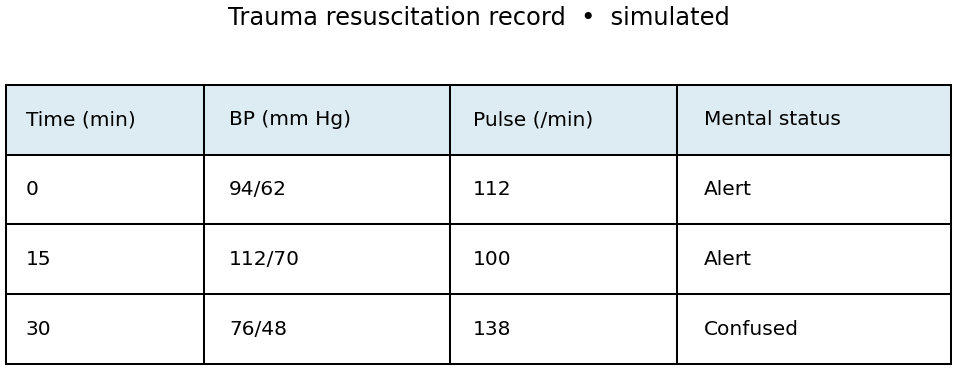 Trauma resuscitation record • simulated
Time (min) BP (mm Hg) Pulse (/min) Mental status
0 94/62 112 Alert
15 112/70 100 Alert
30 76/48 138 Confused